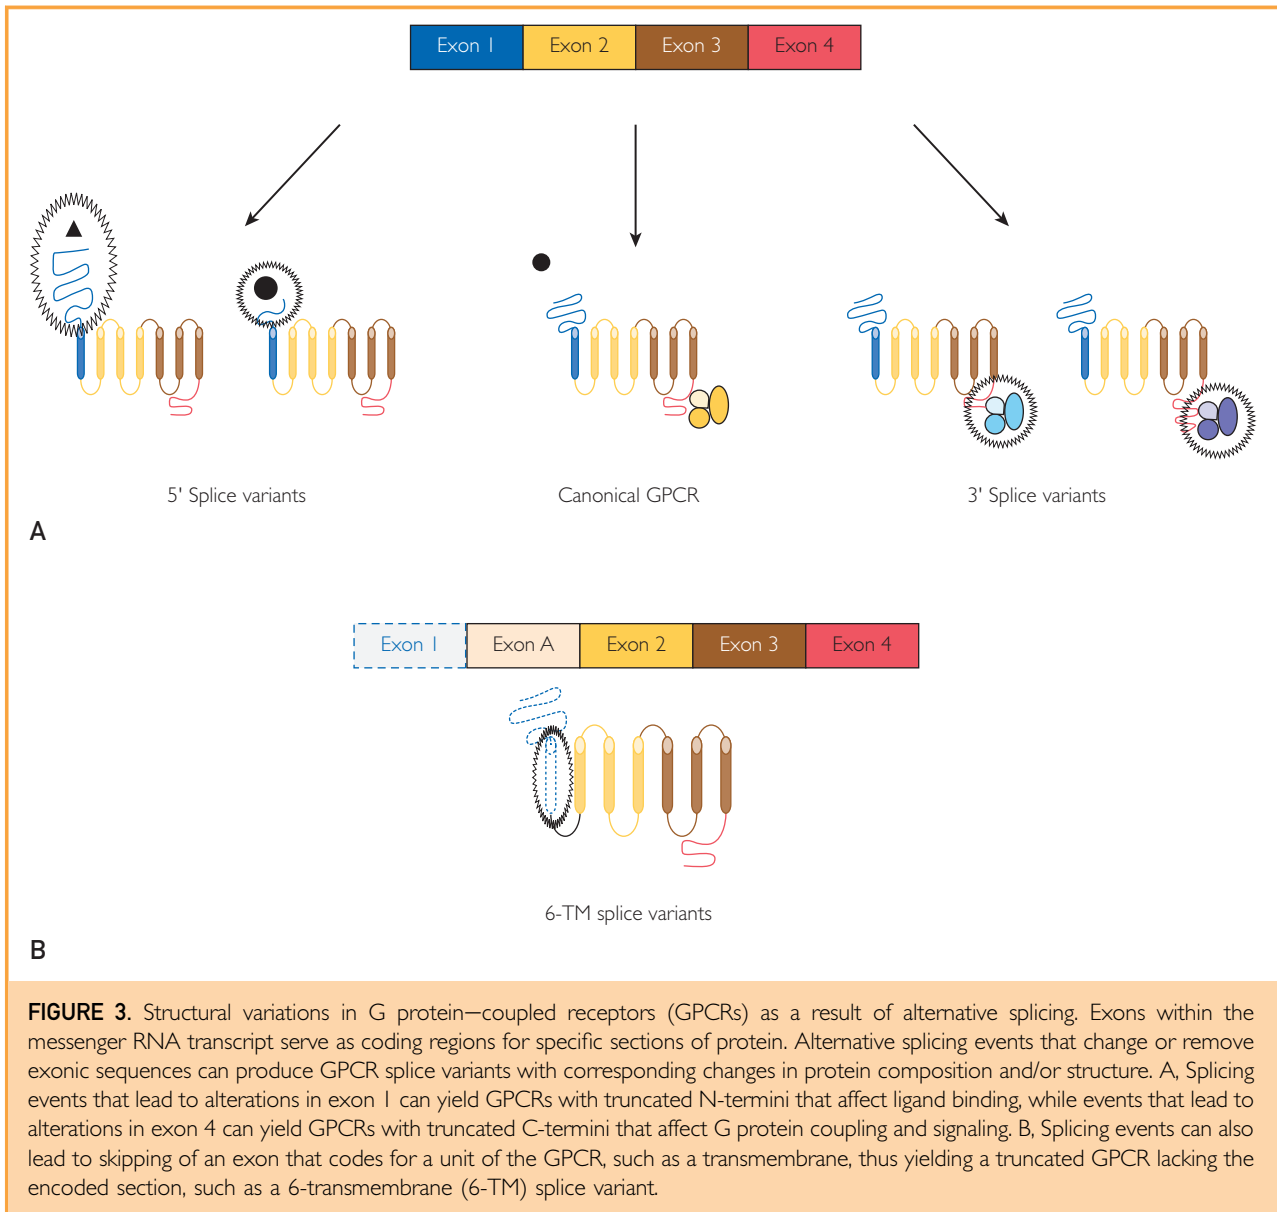 Exon 1 Exon 2 Exon 3 Exon 4
5' Splice variants Canonical GPCR 3' Splice variants
A
Exon 1 Exon A Exon 2 Exon 3 Exon 4
6-TM splice variants
B
FIGURE 3. Structural variations in G protein–coupled receptors (GPCRs) as a result of alternative splicing. Exons within the
messenger RNA transcript serve as coding regions for specific sections of protein. Alternative splicing events that change or remove
exonic sequences can produce GPCR splice variants with corresponding changes in protein composition and/or structure. A, Splicing
events that lead to alterations in exon 1 can yield GPCRs with truncated N-termini that affect ligand binding, while events that lead to
alterations in exon 4 can yield GPCRs with truncated C-termini that affect G protein coupling and signaling. B, Splicing events can also
lead to skipping of an exon that codes for a unit of the GPCR, such as a transmembrane, thus yielding a truncated GPCR lacking the
encoded section, such as a 6-transmembrane (6-TM) splice variant.